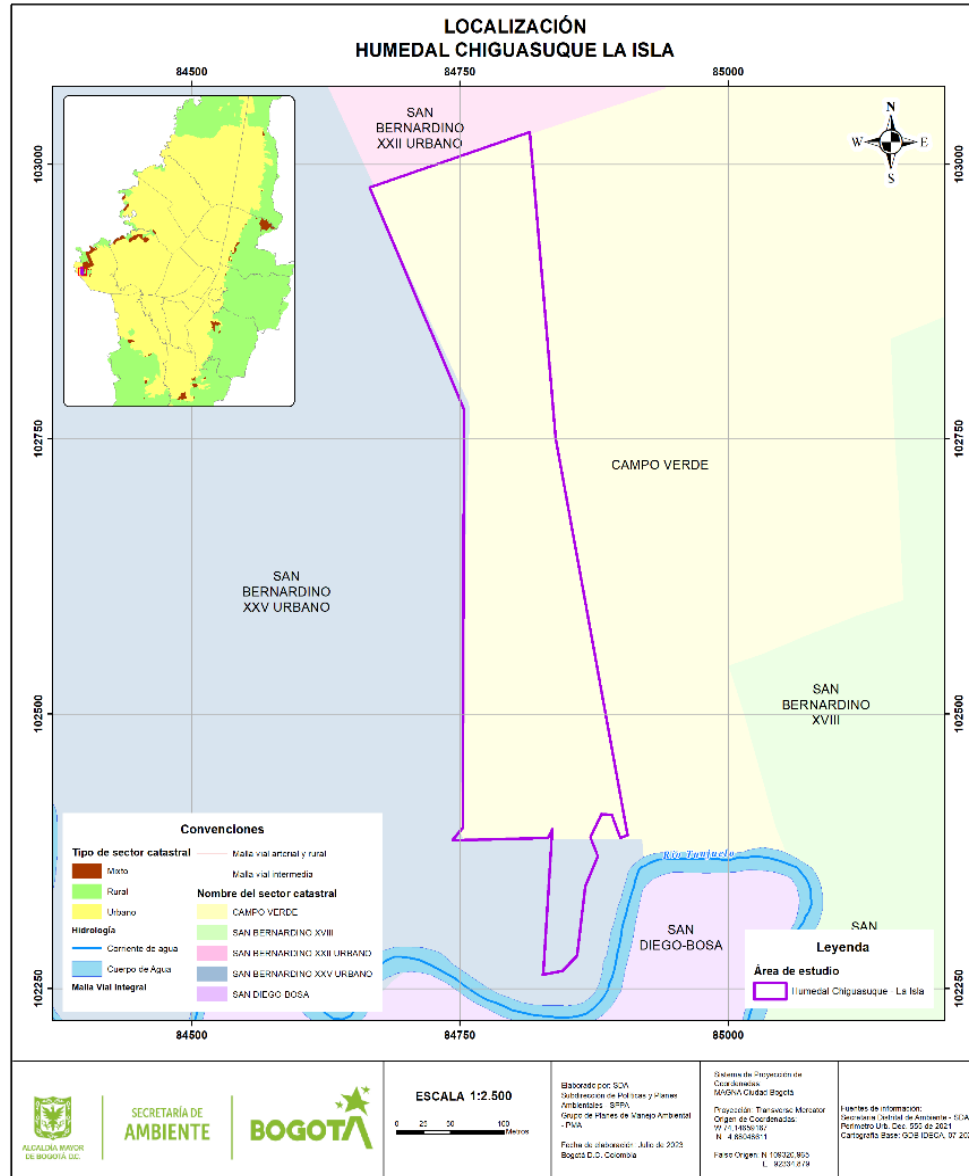 LOCALIZACIÓN
HUMEDAL CHIGUASUQUE LA ISLA
84500
84750
85000
103000
102750
102500
102250
103000
102750
102500
102250
N
W
E
S
SAN
BERNARDINO
XXII URBANO
CAMPO VERDE
SAN
BERNARDINO
XXV URBANO
SAN
BERNARDINO
XVIII
Río Tunjuelo
SAN
DIEGO-BOSA
SAN
Convenciones
Tipo de sector catastral
Mixto
Rural
Urbano
Hidrología
Corriente de agua
Cuerpo de Agua
Malla Vial Integral
Malla vial arterial y rural
Malla vial intermedia
Nombre del sector catastral
CAMPO VERDE
SAN BERNARDINO XVIII
SAN BERNARDINO XXII URBANO
SAN BERNARDINO XXV URBANO
SAN DIEGO BOSA
Leyenda
Área de estudio
Humedal Chiguasuque - La Isla
84500
84750
85000
ALCALDÍA MAYOR
DE BOGOTÁ D.C.
SECRETARÍA DE
AMBIENTE
BOGOTÁ
ESCALA 1:2.500
0 25 50 100
Metros
Elaborado por: SDA
Subdirección de Políticas y Planes
Ambientales - SPPA
Grupo de Planes de Manejo Ambiental
- PMA
Fecha de elaboración: Julio de 2023
Bogotá D.C. Colombia
Sistema de Proyección de
Coordenadas:
MAGNA Ciudad Bogotá
Proyección: Transverse Mercator
Origen de Coordenadas:
Falso Origen: N 109320,965
E 92334,879
Fuentes de información:
Secretaría Distrital de Ambiente - SDA
Perímetro Urb. Dec. 555 de 2021